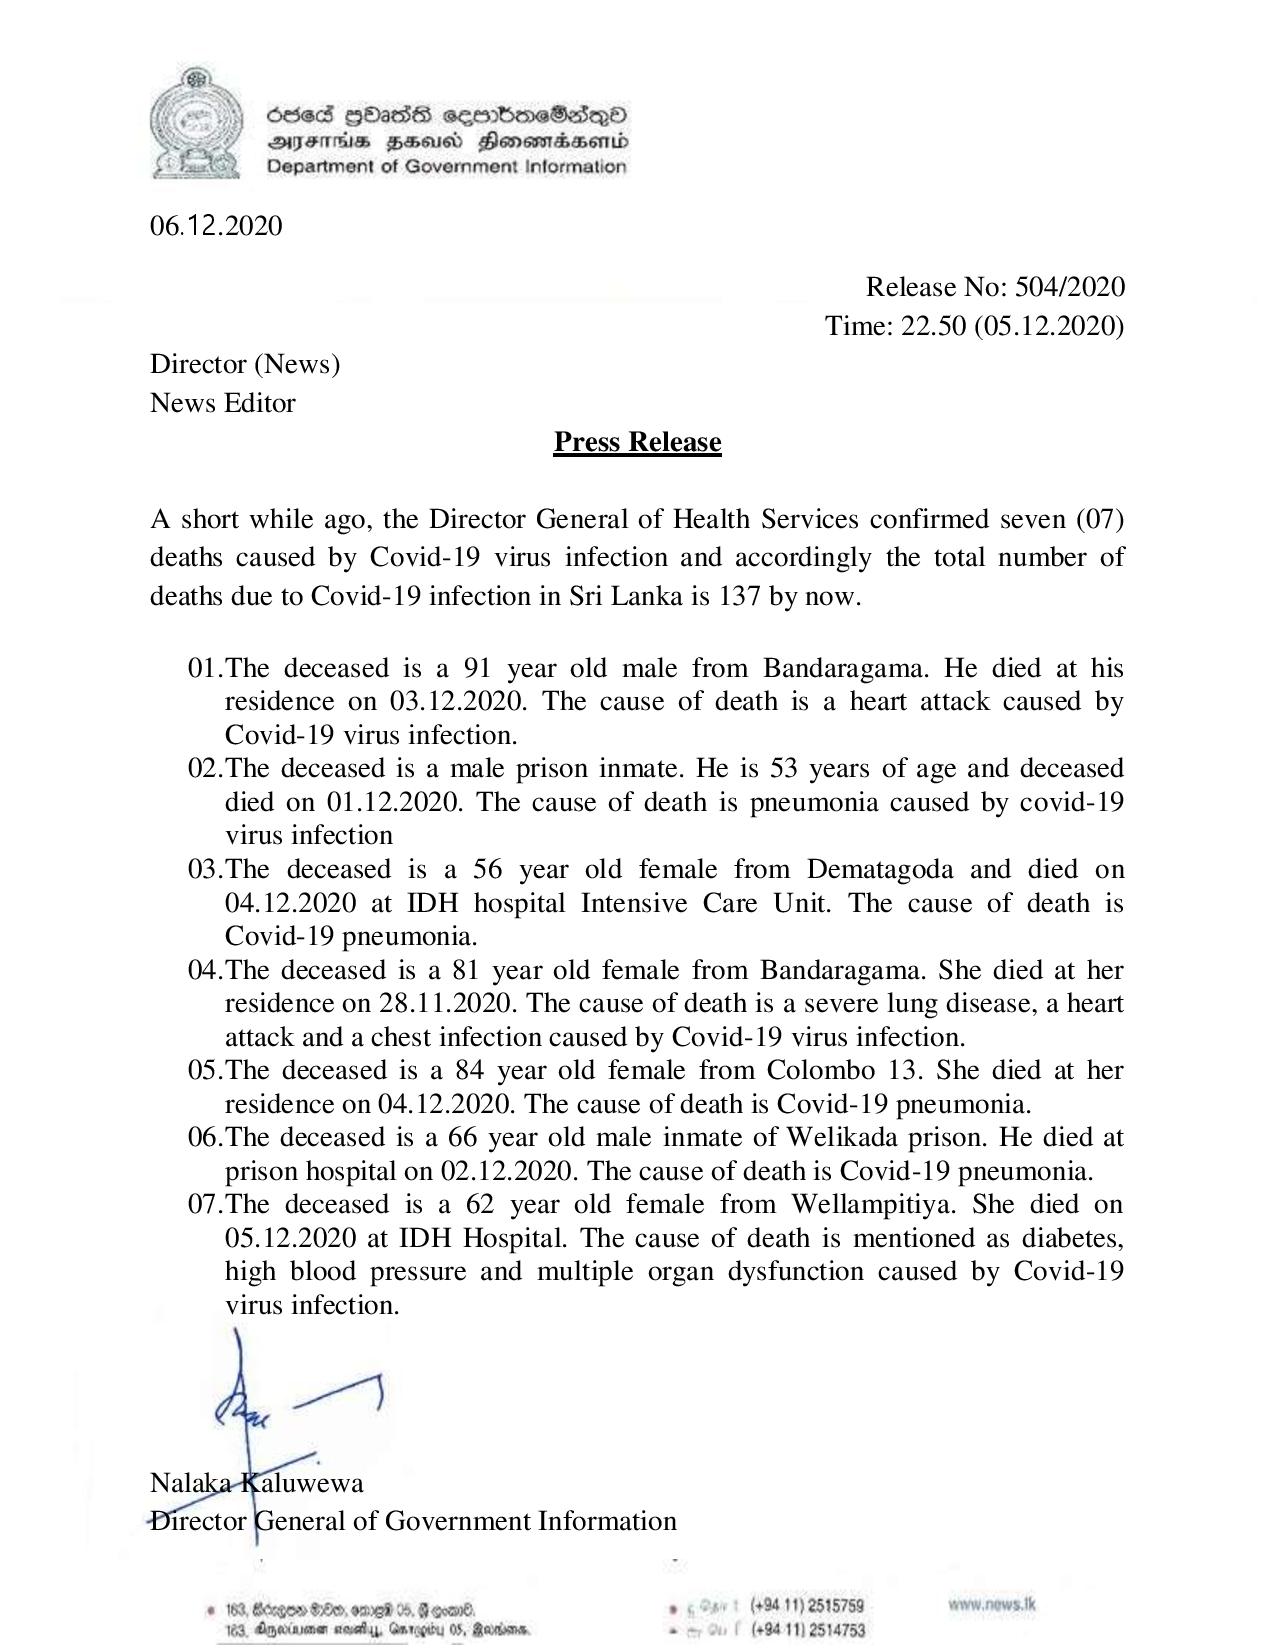 රජයේ ප්‍රවෘත්ති දෙපාර්තමේන්තුව
அரசாங்க தகவல் திணைக்களம்
Department of Government Information
06.12.2020
Release No: 504/2020
Time: 22.50 (05.12.2020)
Director (News)
News Editor
Press Release
A short while ago, the Director General of Health Services confirmed seven (07)
deaths caused by Covid-19 virus infection and accordingly the total number of
deaths due to Covid-19 infection in Sri Lanka is 137 by now.
01.The deceased is a 91 year old male from Bandaragama. He died at his
residence on 03.12.2020. The cause of death is a heart attack caused by
Covid-19 virus infection.
02.The deceased is a male prison inmate. He is 53 years of age and deceased
died on 01.12.2020. The cause of death is pneumonia caused by covid-19
virus infection
03.The deceased is a 56 year old female from Dematagoda and died on
04.12.2020 at IDH hospital Intensive Care Unit. The cause of death is
Covid-19 pneumonia.
04.The deceased is a 81 year old female from Bandaragama. She died at her
residence on 28.11.2020. The cause of death is a severe lung disease, a heart
attack and a chest infection caused by Covid-19 virus infection.
05.The deceased is a 84 year old female from Colombo 13. She died at her
residence on 04.12.2020. The cause of death is Covid-19 pneumonia.
06.The deceased is a 66 year old male inmate of Welikada prison. He died at
prison hospital on 02.12.2020. The cause of death is Covid-19 pneumonia.
07.The deceased is a 62 year old female from Wellampitiya. She died on
05.12.2020 at IDH Hospital. The cause of death is mentioned as diabetes,
high blood pressure and multiple organ dysfunction caused by Covid-19
virus infection.
Nalaka Kaluwewa
Director General of Government Information
163, කිරුලපන මාවත, කොළඹ 05, ශ්‍රී ලංකාව.
163, கிருலப்பனை வெளியூ, கொழும்பு 05, இலங்கை.
(+94 11) 2515759
(+94 11) 2514753
www.news.lk